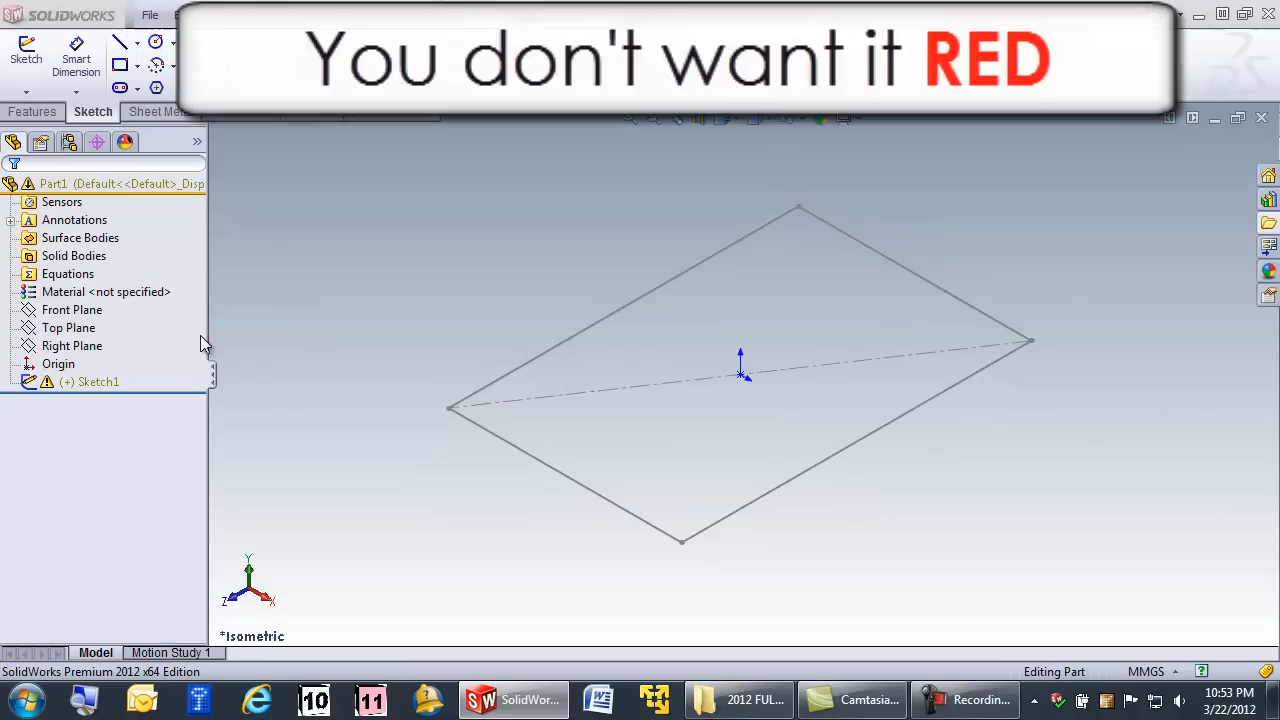 SOLIDWORKS
File
You don't want it RED
Sketch
Smart
Dimension
Features
Sketch
Sheet Met
»
Part1 (Default<<Default>_Disp
Sensors
Annotations
Surface Bodies
Solid Bodies
Equations
Material <not specified>
Front Plane
Top Plane
Right Plane
Origin
(+) Sketch1
Y
Z
X
*Isometric
Model
Motion Study 1
SolidWorks Premium 2012 x64 Edition
Editing Part
MMGS
10
11
SolidWor...
2012 FUL...
Camtasia...
Recordin...
10:53 PM
3/22/2012